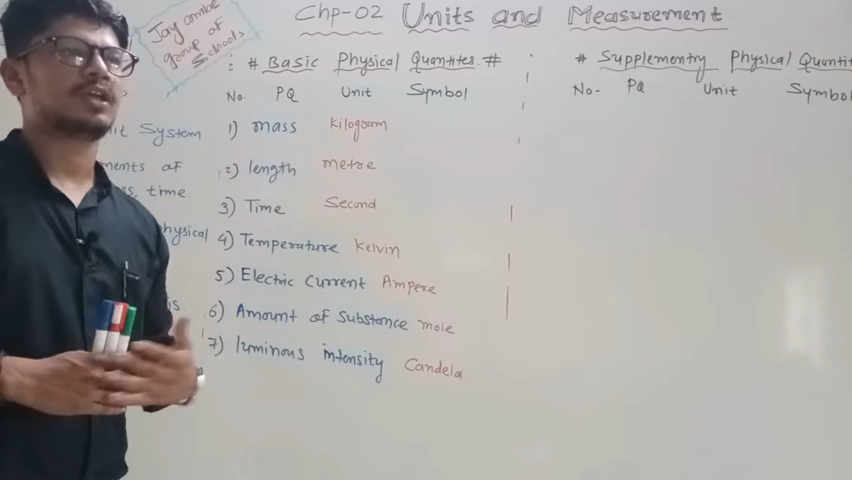 Chp-02 Units and Measurement
Jay ambe
group of
Schools
: # Basic Physical Quantites. #
No. PQ Unit Symbol
1) mass kilogram
2) length metre
3) Time Second
4) Temperature Kelvin
5) Electric Current Ampere
6) Amount of Substance mole
7) luminous intensity Candela
# Supplementry Physical Quantit
No. PQ. Unit Symbol
it System
ments of
ss, time
hysical
is.